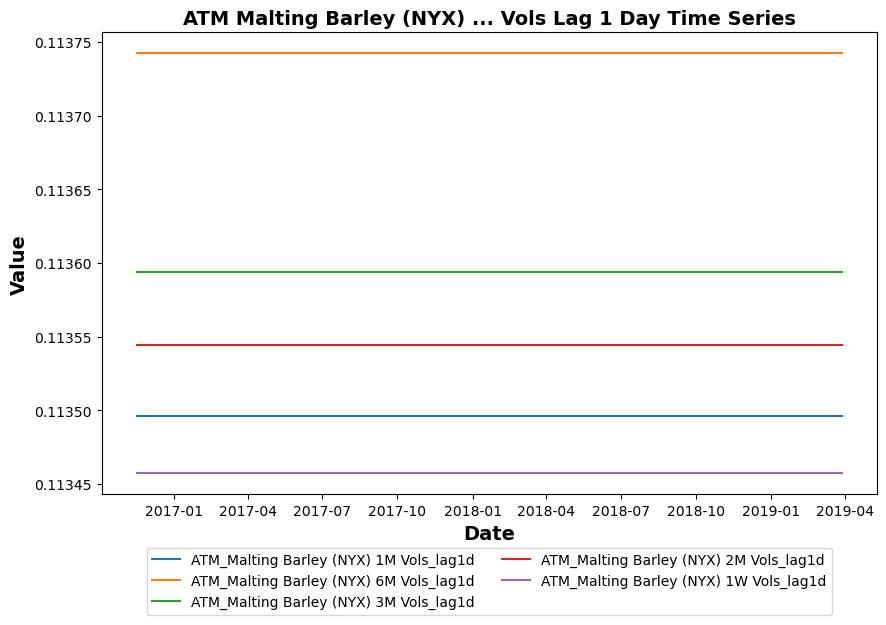 ATM Malting Barley (NYX) ... Vols Lag 1 Day Time Series
Value
0.11375
0.11370
0.11365
0.11360
0.11355
0.11350
0.11345
2017-01 2017-04 2017-07 2017-10 2018-01 2018-04 2018-07 2018-10 2019-01 2019-04
Date
ATM_Malting Barley (NYX) 1M Vols_lag1d
ATM_Malting Barley (NYX) 6M Vols_lag1d
ATM_Malting Barley (NYX) 3M Vols_lag1d
ATM_Malting Barley (NYX) 2M Vols_lag1d
ATM_Malting Barley (NYX) 1W Vols_lag1d